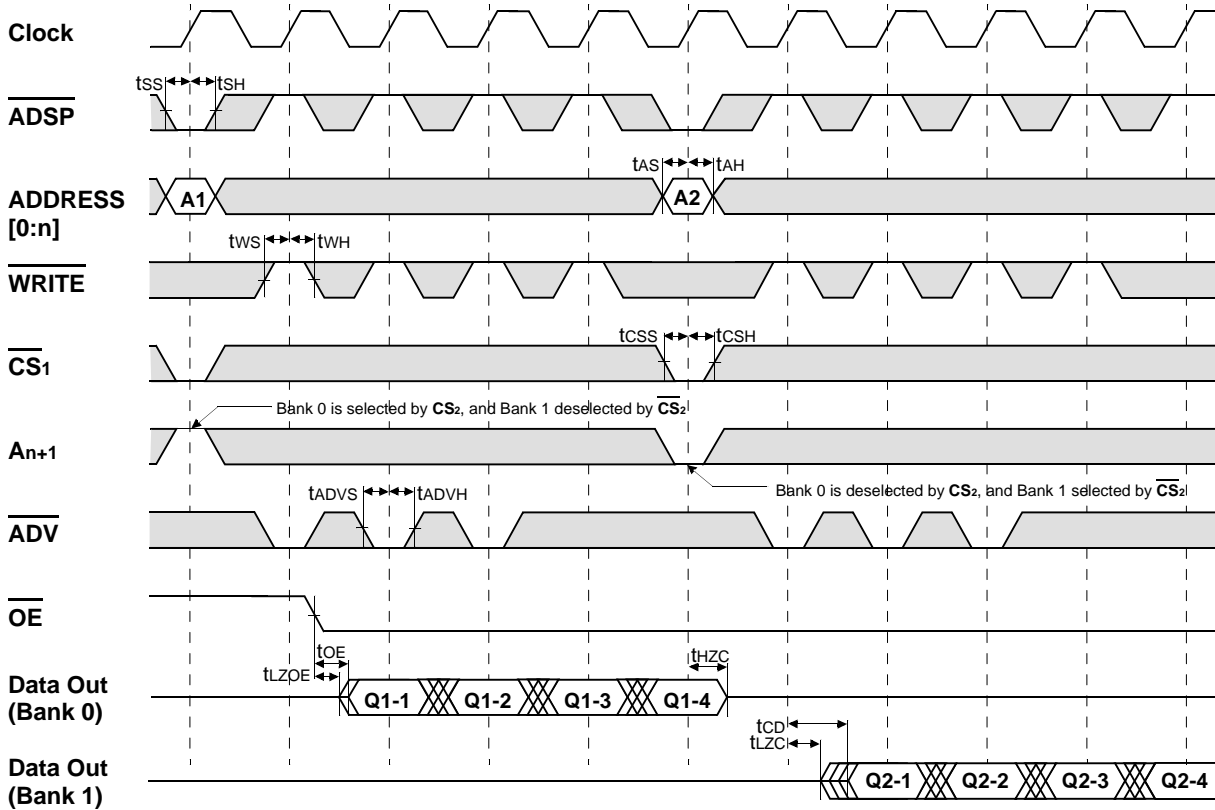 Clock
tSS tSH
ADSP
tAS tAH
ADDRESS
[0:n]
A1 A2
tWS tWH
WRITE
tCSS tCSH
CS1
Bank 0 is selected by CS2, and Bank 1 deselected by CS2
An+1
Bank 0 is deselected by CS2, and Bank 1 selected by CS2
tADVS tADVH
ADV
OE
tOE
tLZOE
tHZC
Data Out
(Bank 0)
Q1-1 Q1-2 Q1-3 Q1-4
tCD
tLZC
Data Out
(Bank 1)
Q2-1 Q2-2 Q2-3 Q2-4